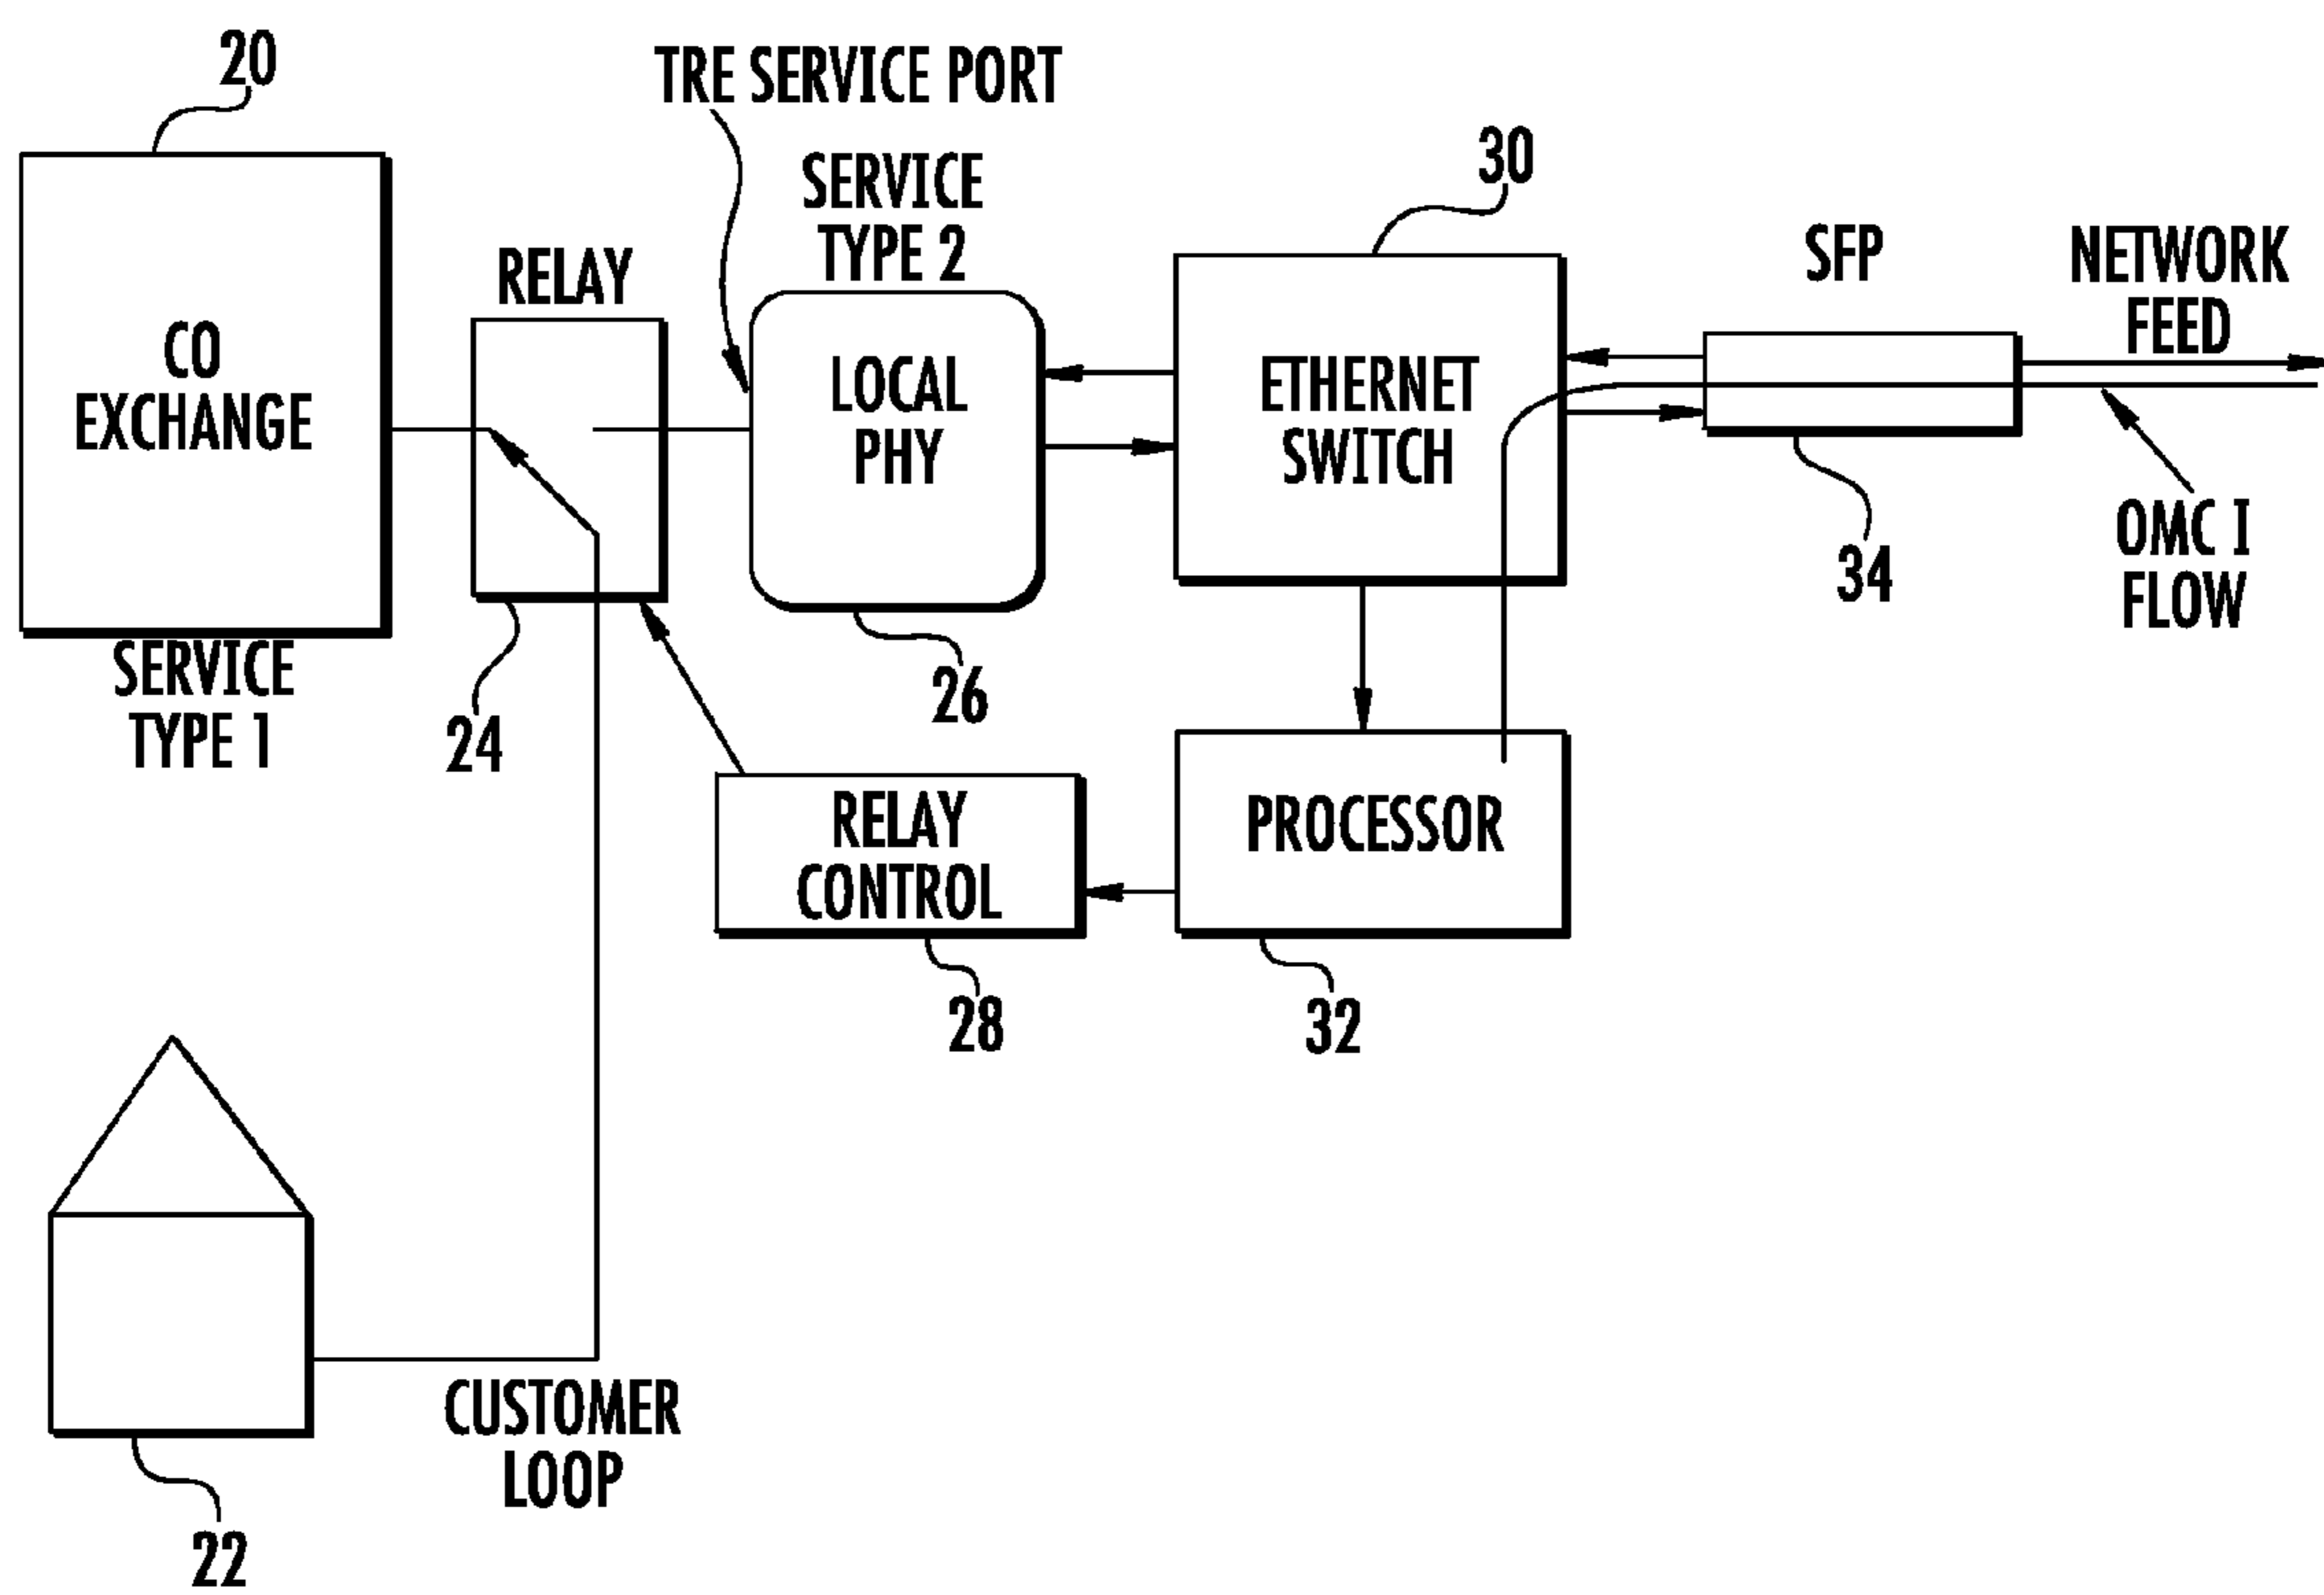 20
TRE SERVICE PORT
SERVICE
TYPE 2
30
RELAY
SFP
NETWORK
FEED
CO
EXCHANGE
LOCAL
PHY
ETHERNET
SWITCH
OMC I
FLOW
34
SERVICE
TYPE 1
24
26
RELAY
CONTROL
PROCESSOR
28
32
CUSTOMER
LOOP
22